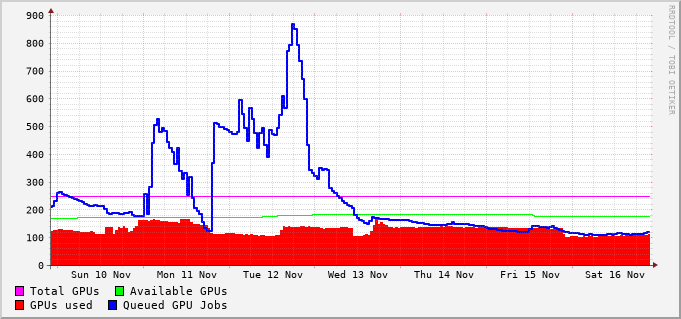 RRDTOOL / TOBI OETIKER
900
800
700
600
500
400
300
200
100
0
Sun 10 Nov Mon 11 Nov Tue 12 Nov Wed 13 Nov Thu 14 Nov Fri 15 Nov Sat 16 Nov
Total GPUs Available GPUs
GPUs used Queued GPU Jobs